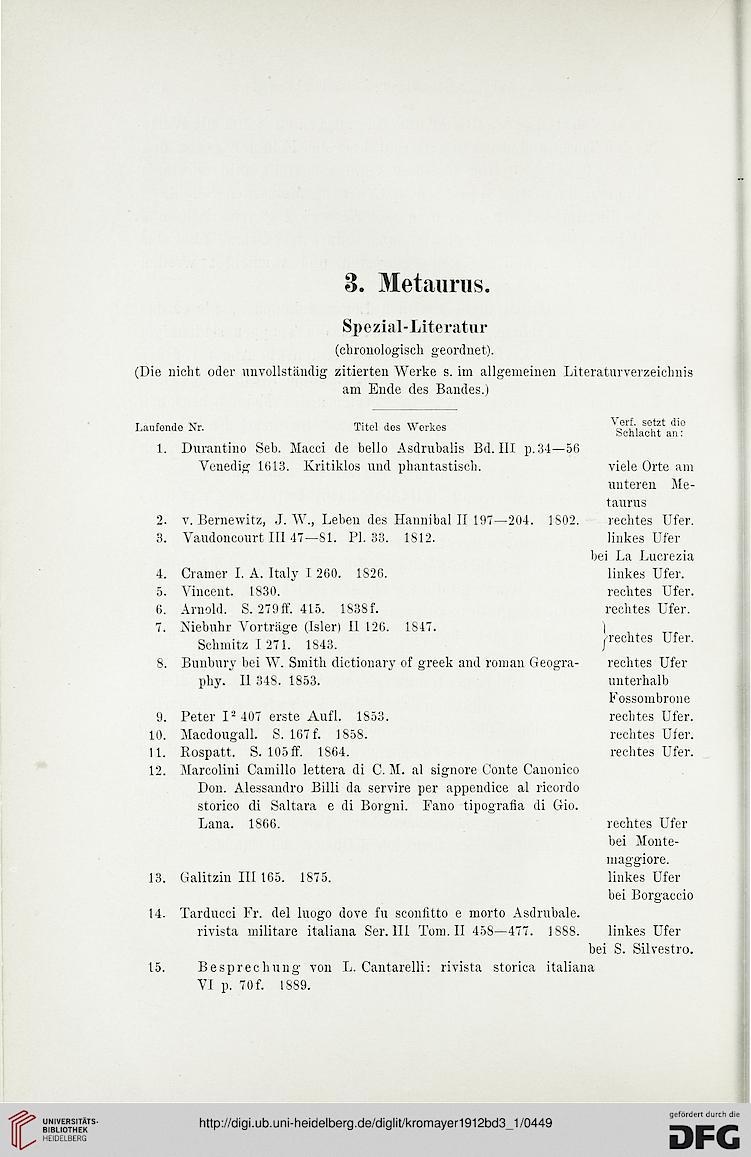 3. Metaurus.
Spezial-Literatur
(chronologisch geordnet).
(Die nicht oder unvollständig zitierten Werke s. im allgemeinen Literaturverzeichnis
am Ende des Bandes.)
Laufende Nr. Titel des Werkes Verf. setzt die
Schlacht an:
1. Durantino Seb. Macci de bello Asdrubalis Bd. III p. 34—56
Venedig 1613. Kritiklos und phantastisch. viele Orte am
unteren Me-
taurus
2. v. Bernewitz, J. W., Leben des Hannibal II 197—204. 1802. rechtes Ufer.
3. Vaudoncourt III 47—81. Pl. 33. 1812. linkes Ufer
bei La Lucrezia
4. Cramer I. A. Italy I 260. 1826. linkes Ufer.
5. Vincent. 1830. rechtes Ufer.
6. Arnold. S. 279 ff. 415. 1838 f. rechtes Ufer.
7. Niebuhr Vorträge (Isler) II 126. 1847.
Schmitz I 271. 1843. } rechtes Ufer.
8. Bunbury bei W. Smith dictionary of greek and roman Geogra- rechtes Ufer
phy. II 348. 1853. unterhalb
Fossombrone
9. Peter I² 407 erste Aufl. 1853. rechtes Ufer.
10. Macdougall. S. 167 f. 1858. rechtes Ufer.
11. Rospatt. S. 105 ff. 1864. rechtes Ufer.
12. Marcolini Camillo lettera di C. M. al signore Conte Canonico
Don. Alessandro Billi da servire per appendice al ricordo
storico di Saltara e di Borgni. Fano tipografia di Gio.
Lana. 1866. rechtes Ufer
bei Monte-
maggiore.
13. Galitzin III 165. 1875. linkes Ufer
bei Borgaccio
14. Tarducci Fr. del luogo dove fu sconfitto e morto Asdrubale.
rivista militare italiana Ser. III Tom. II 458—477. 1888. linkes Ufer
bei S. Silvestro.
15. Besprechung von L. Cantarelli: rivista storica italiana
VI p. 70 f. 1889.
UNIVERSITÄTS-
BIBLIOTHEK
HEIDELBERG
http://digi.ub.uni-heidelberg.de/diglit/kromayer1912bd3_1/0449
gefördert durch die
DFG